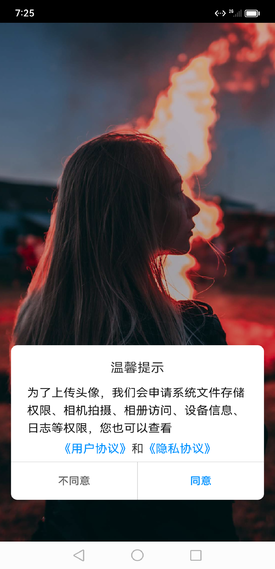 7:25
26
温馨提示
为了上传头像，我们会申请系统文件存储
权限、相机拍摄、相册访问、设备信息、
日志等权限，您也可以查看
《用户协议》和《隐私协议》
不同意 同意